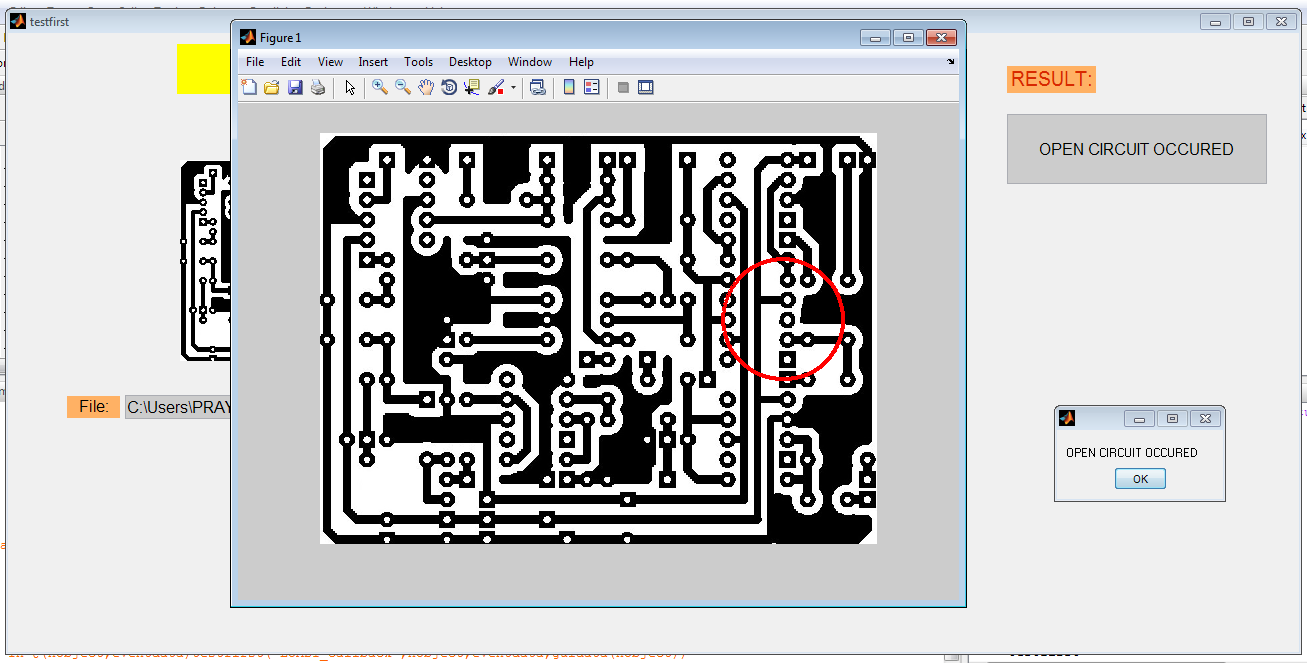 testfirst
Figure 1
File Edit View Insert Tools Desktop Window Help
RESULT:
OPEN CIRCUIT OCCURED
File: C:\Users\PRAY
OPEN CIRCUIT OCCURED
OK